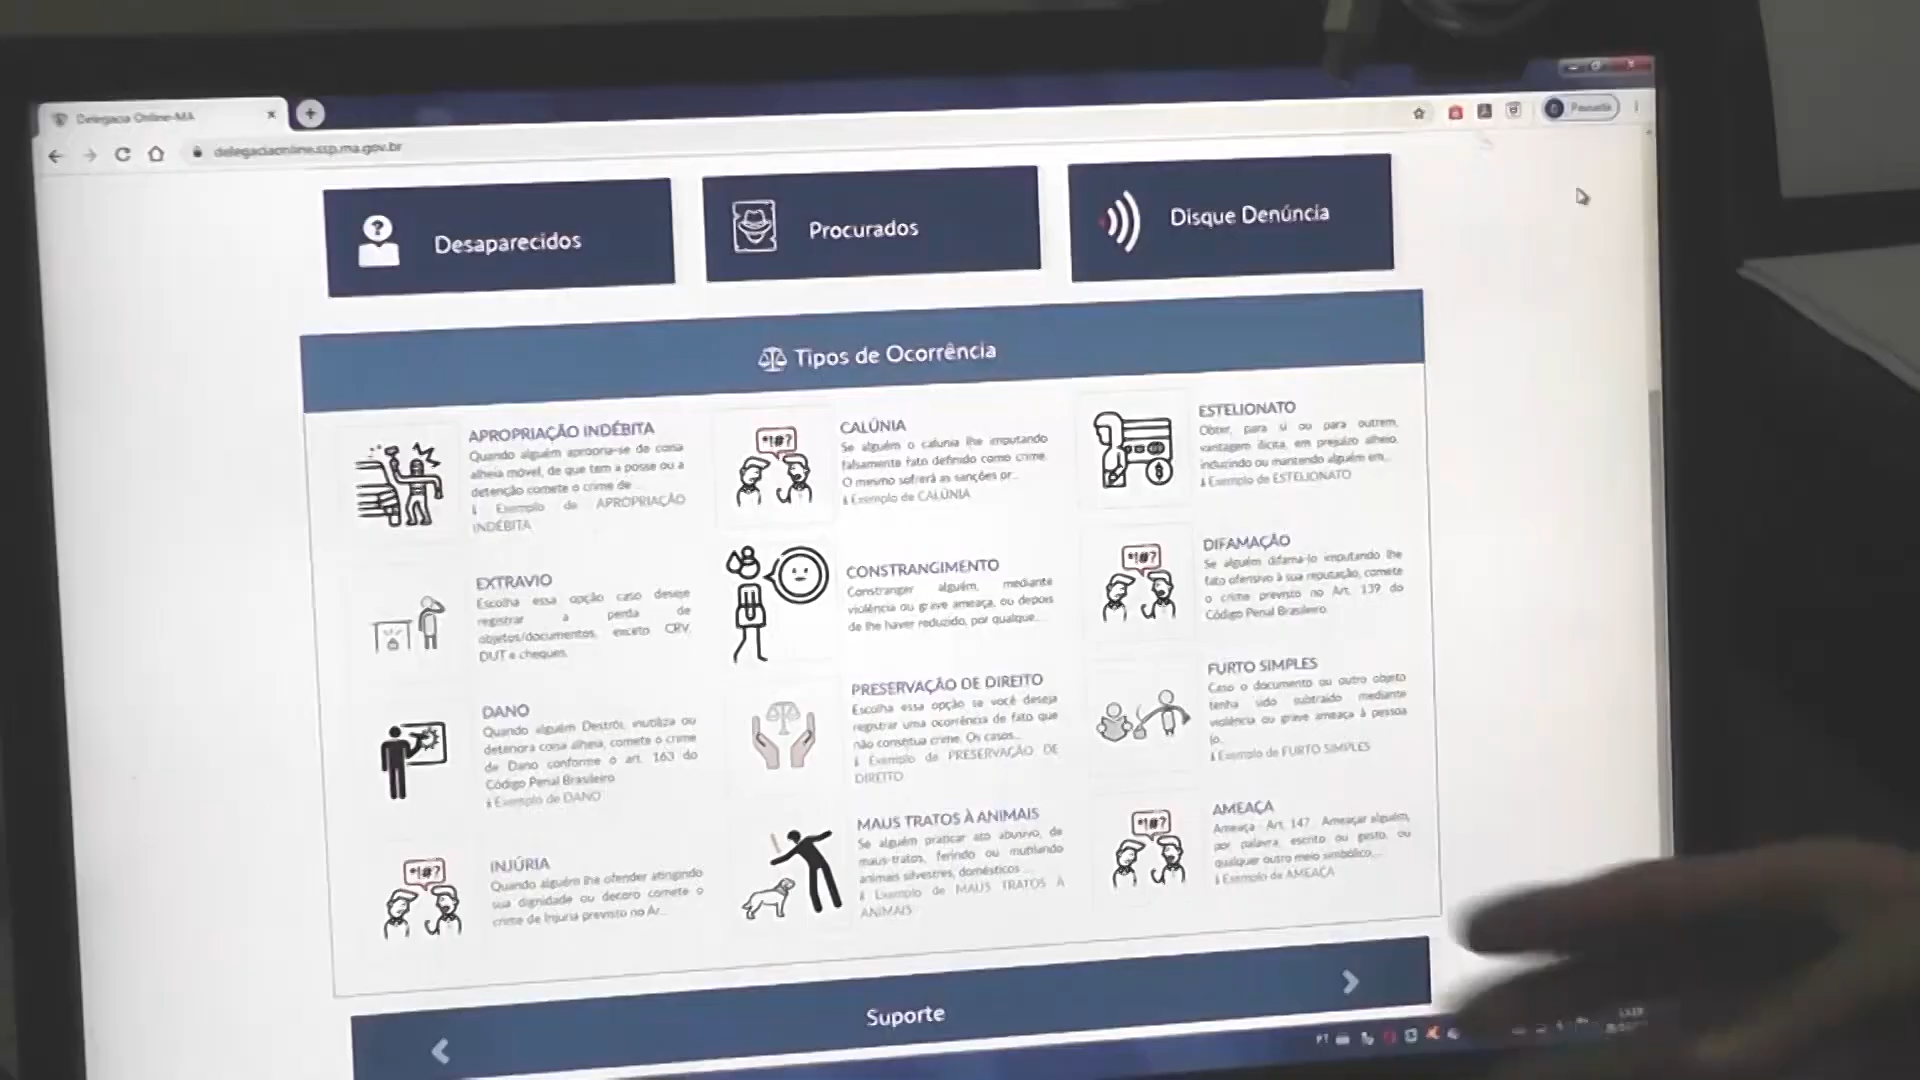 Delegacia Online-MA
delegaciaonline.ssp.ma.gov.br
Desaparecidos
Procurados
Disque Denúncia
Tipos de Ocorrência
APROPRIAÇÃO INDÉBITA
Quando alguém apropria-se de coisa
alheia móvel, de que tem a posse ou a
detenção comete o crime de ...
Exemplo de APROPRIAÇÃO
INDÉBITA
*!#?
CALÚNIA
Se alguém o calunia lhe imputando
falsamente fato definido como crime.
O mesmo sofrerá as sanções pr...
Exemplo de CALÚNIA
ESTELIONATO
Obter, para si ou para outrem,
vantagem ilícita, em prejuízo alheio,
induzindo ou mantendo alguém em...
Exemplo de ESTELIONATO
EXTRAVIO
Escolha essa opção caso deseje
registrar a perda de
objetos/documentos, exceto CRV,
DUT e cheques.
CONSTRANGIMENTO
Constranger alguém, mediante
violência ou grave ameaça, ou depois
de lhe haver reduzido, por qualque...
*!#?
DIFAMAÇÃO
Se alguém difama-lo imputando lhe
fato ofensivo à sua reputação, comete
o crime previsto no Art. 139 do
Código Penal Brasileiro
DANO
Quando alguém Destrói, inutiliza ou
deteriora coisa alheia, comete o crime
de Dano conforme o art. 163 do
Código Penal Brasileiro
Exemplo de DANO
PRESERVAÇÃO DE DIREITO
Escolha essa opção se você deseja
registrar uma ocorrência de fato que
não constitua crime. Os casos...
Exemplo de PRESERVAÇÃO DE
DIREITO
FURTO SIMPLES
Caso o documento ou outro objeto
tenha sido subtraído mediante
violência ou grave ameaça à pessoa
Exemplo de FURTO SIMPLES
*!#?
INJÚRIA
Quando alguém lhe ofender atingindo
sua dignidade ou decoro comete o
crime de Injuria previsto no Ar...
MAUS TRATOS À ANIMAIS
Se alguém praticar ato abusivo, de
maus-tratos, ferindo ou mutilando
animais silvestres, domésticos ...
Exemplo de MAUS TRATOS À
ANIMAIS
*!#?
AMEAÇA
Ameaça - Art. 147 - Ameaçar alguém,
por palavra, escrito ou gesto, ou
qualquer outro meio simbólico,...
Exemplo de AMEAÇA
Suporte
PT